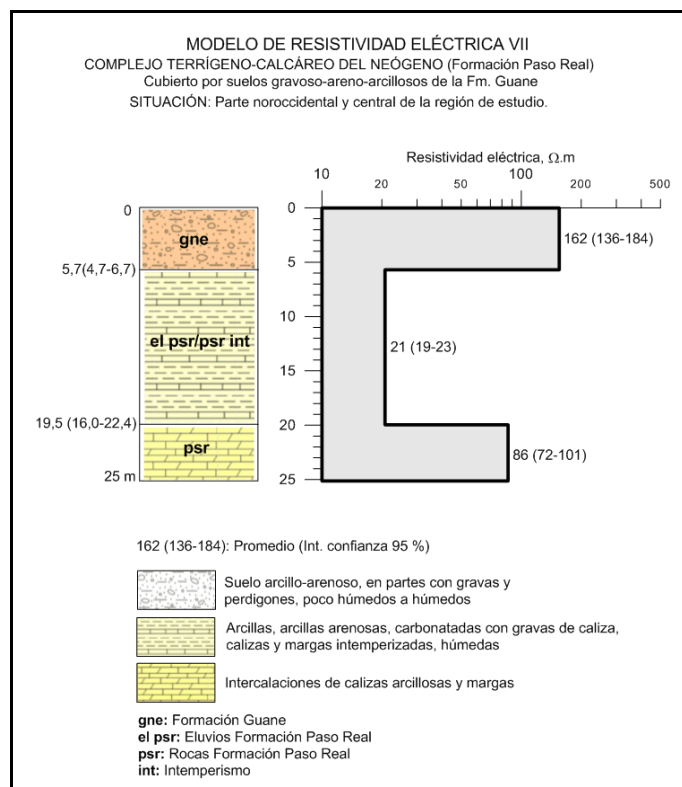 MODELO DE RESISTIVIDAD ELÉCTRICA VII
COMPLEJO TERRÍGENO-CALCÁREO DEL NEÓGENO (Formación Paso Real)
Cubierto por suelos gravoso-areno-arcillosos de la Fm. Guane
SITUACIÓN: Parte noroccidental y central de la región de estudio.
Resistividad eléctrica, Ω.m
10 20 50 100 200 500
0
gne
5,7(4,7-6,7)
el psr/psr int
19,5 (16,0-22,4)
psr
25 m
0
5
10
15
20
25
162 (136-184)
21 (19-23)
86 (72-101)
162 (136-184): Promedio (Int. confianza 95 %)
Suelo arcillo-arenoso, en partes con gravas y
perdigones, poco húmedos a húmedos
Arcillas, arcillas arenosas, carbonatadas con gravas de caliza,
calizas y margas intemperizadas, húmedas
Intercalaciones de calizas arcillosas y margas
gne: Formación Guane
el psr: Eluvios Formación Paso Real
psr: Rocas Formación Paso Real
int: Intemperismo